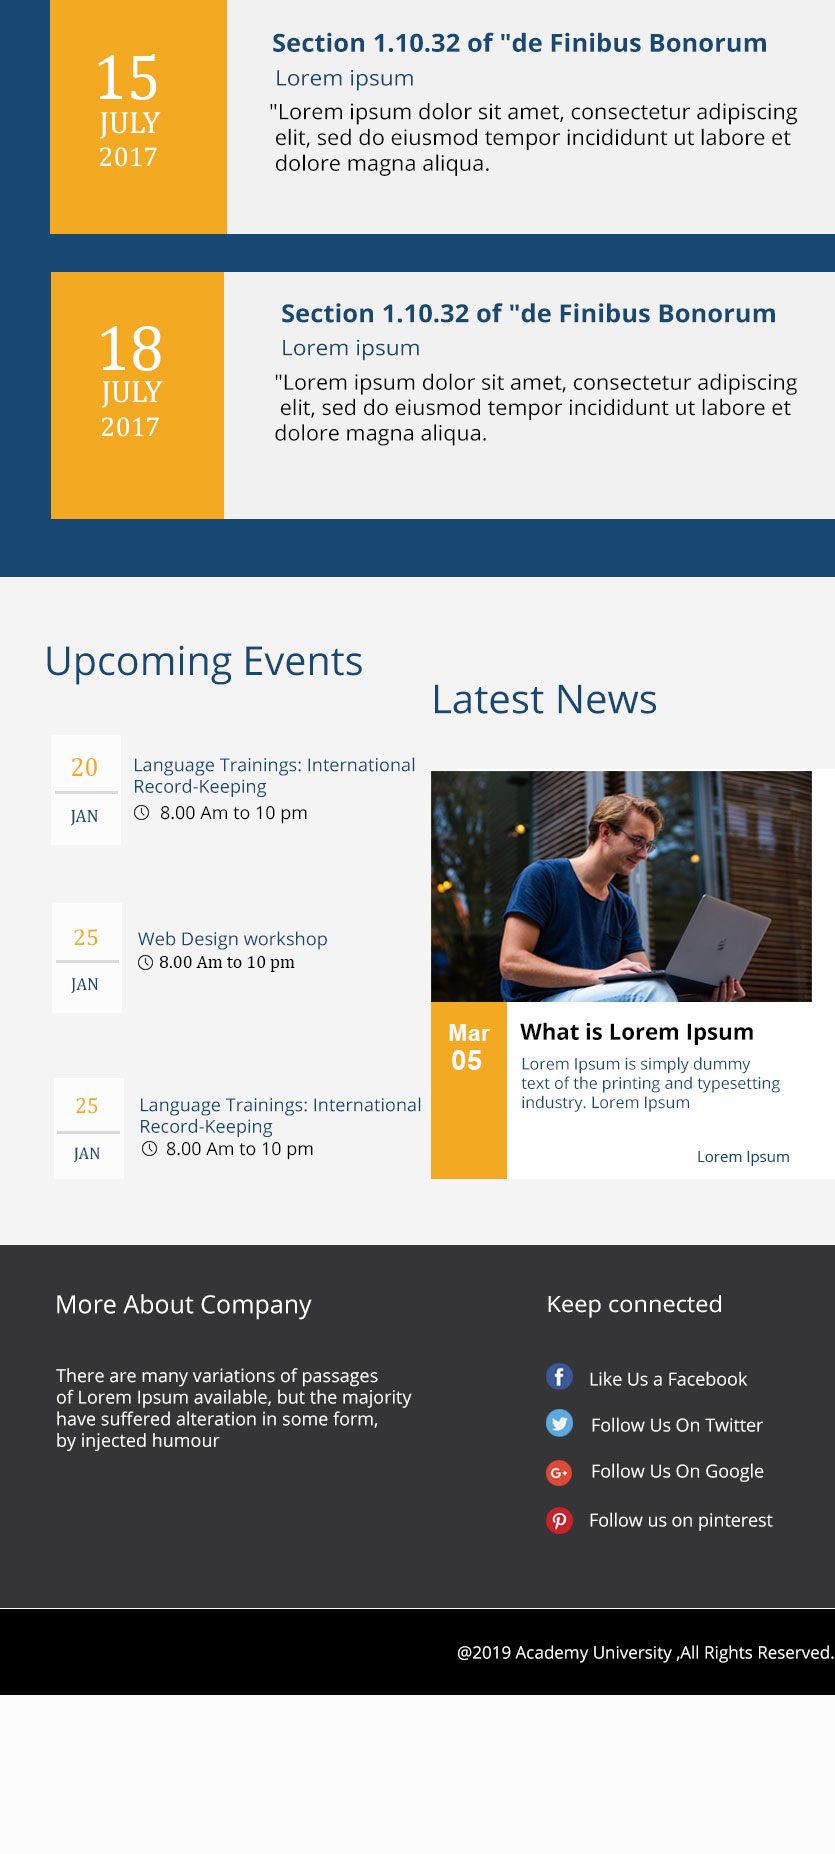 15
JULY
2017
Section 1.10.32 of "de Finibus Bonorum
Lorem ipsum
"Lorem ipsum dolor sit amet, consectetur adipiscing
elit, sed do eiusmod tempor incididunt ut labore et
dolore magna aliqua.
18
JULY
2017
Section 1.10.32 of "de Finibus Bonorum
Lorem ipsum
"Lorem ipsum dolor sit amet, consectetur adipiscing
elit, sed do eiusmod tempor incididunt ut labore et
dolore magna aliqua.
Upcoming Events
20
JAN
Language Trainings: International
Record-Keeping
8.00 Am to 10 pm
25
JAN
Web Design workshop
8.00 Am to 10 pm
25
JAN
Language Trainings: International
Record-Keeping
8.00 Am to 10 pm
Latest News
Mar
05
What is Lorem Ipsum
Lorem Ipsum is simply dummy
text of the printing and typesetting
industry. Lorem Ipsum
Lorem Ipsum
More About Company
There are many variations of passages
of Lorem Ipsum available, but the majority
have suffered alteration in some form,
by injected humour
Keep connected
Like Us a Facebook
Follow Us On Twitter
G+
Follow Us On Google
Follow us on pinterest
@2019 Academy University ,All Rights Reserved.